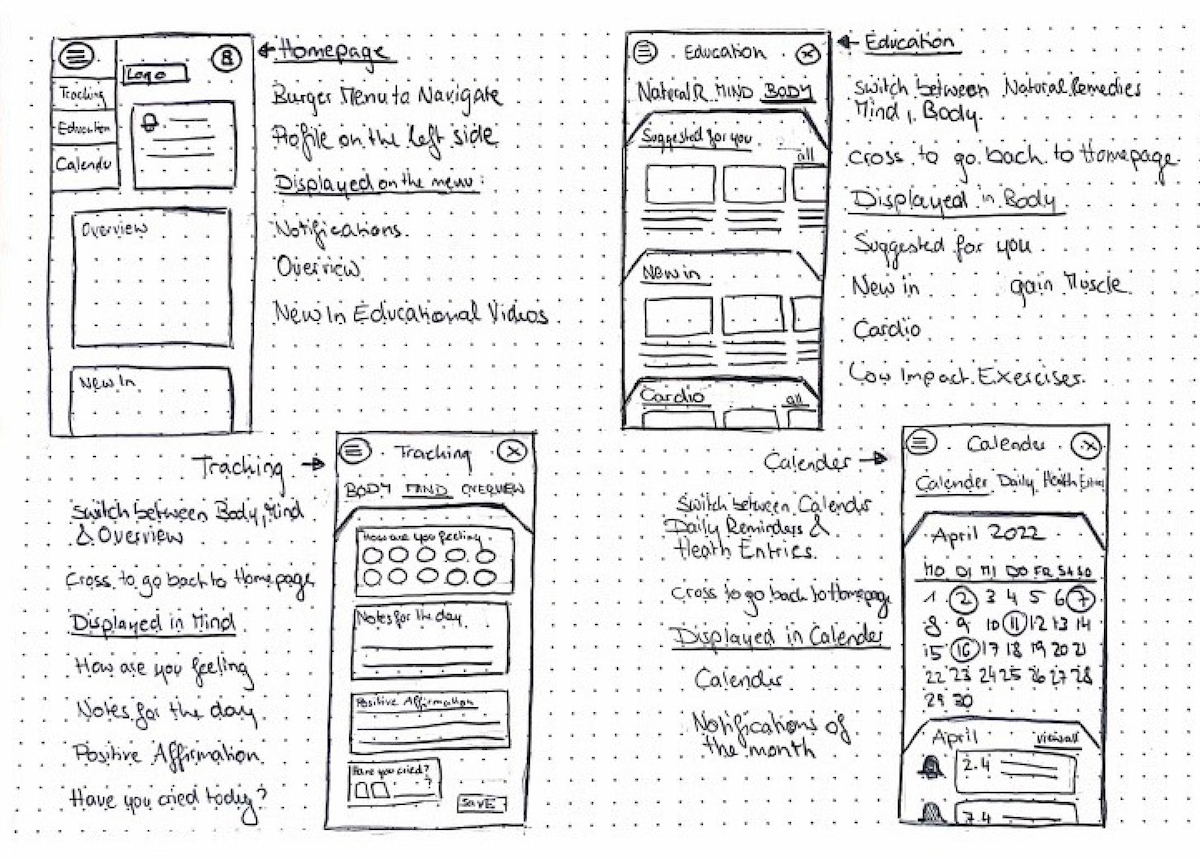 Logo
Tracking
Education
Calendu
Overview
New In
Homepage
Burger Menu to Navigate
Profile on the left side
Displayed on the menu:
Notifications
Overview
New In Educational Videos
Education
Natural R. MIND BODY
Suggested for you
all
New in
Cardio
all
Education
Switch between Natural Remedies
Mind, Body.
Cross to go back to Homepage
Displayed in Body
Suggested for you
New in gain Muscle
Cardio
Low Impact Exercises.
Tracking
Switch between Body, Mind
& Overview
Cross to go back to Homepage
Displayed in Mind
How are you feeling
Notes for the day
Positive Affirmation
Have you cried today?
Tracking
BODY MIND OVERVIEW
How are you feeling
Notes for the day
Positive Affirmation
Have you cried?
?
SAVE
Calender
Switch between Calender
Daily Reminders &
Heath Entries.
Cross to go back to Homepage
Displayed in Calender
Calender
Notifications of
the month
Calender
Calender Daily Health Entries
April 2022
MO DI MI DO FR SA SO
1 2 3 4 5 6 7
8 9 10 11 12 13 14
15 16 17 18 19 20 21
22 23 24 25 26 27 28
29 30
April view all
2.4
7.4